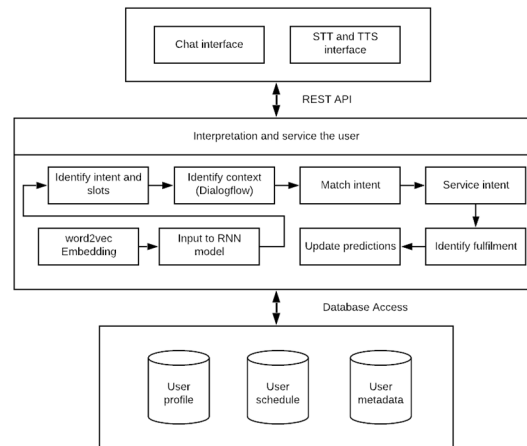 Chat interface
STT and TTS
interface
REST API
Interpretation and service the user
Identify intent and
slots
Identify context
(Dialogflow)
Match intent
Service intent
word2vec
Embedding
Input to RNN
model
Update predictions
Identify fulfilment
Database Access
User
profile
User
schedule
User
metadata